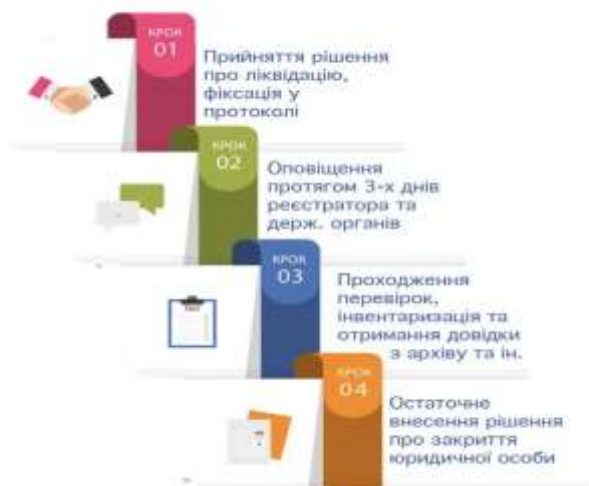 КРОК
01
Прийняття рішення
про ліквідацію,
фіксація у
протоколі
КРОК
02
Оповіщення
протягом 3-х днів
реєстратора та
держ. органів
КРОК
03
Проходження
перевірок,
інвентаризація та
отримання довідки
з архіву та ін.
КРОК
04
Остаточне
внесення рішення
про закриття
юридичної особи